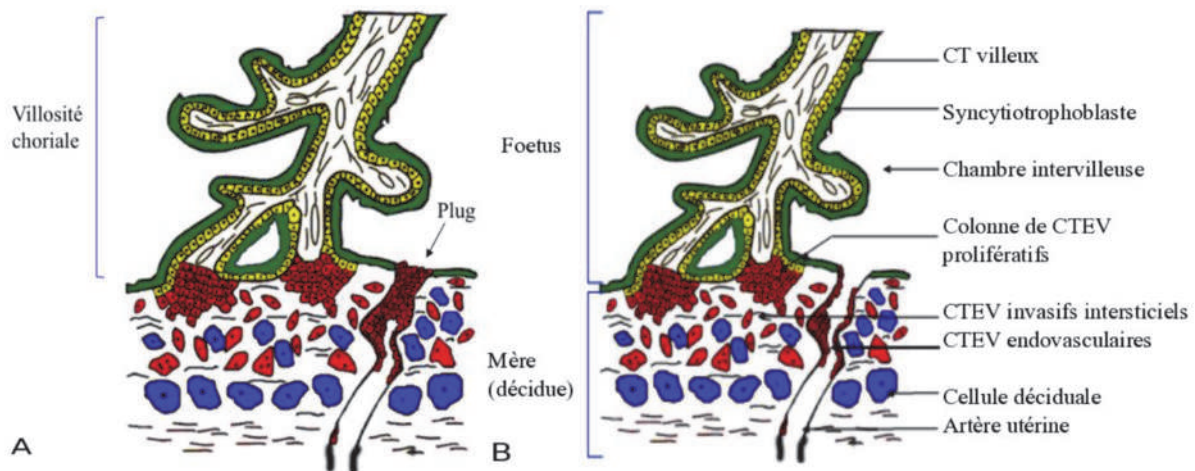 Villosité
choriale
Foetus
Plug
Mère
(décidue)
A
B
CT villeux
Syncytiotrophoblaste
Chambre intervilleuse
Colonne de CTEV
prolifératifs
CTEV invasifs intersticiels
CTEV endovasculaires
Cellule déciduale
Artère utérine